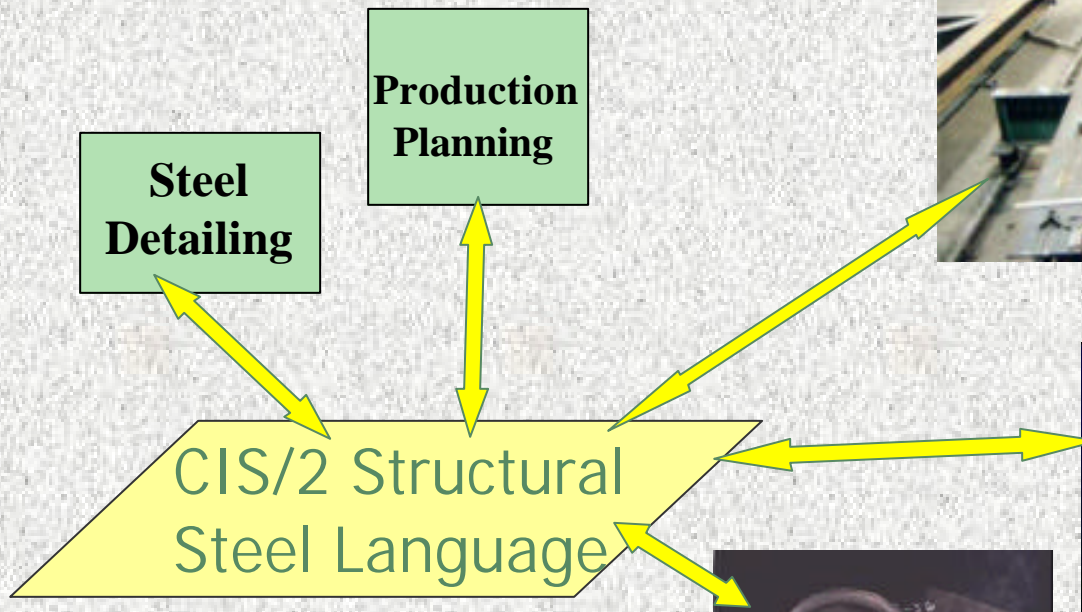 Production
Planning
Steel
Detailing
CIS/2 Structural
Steel Language